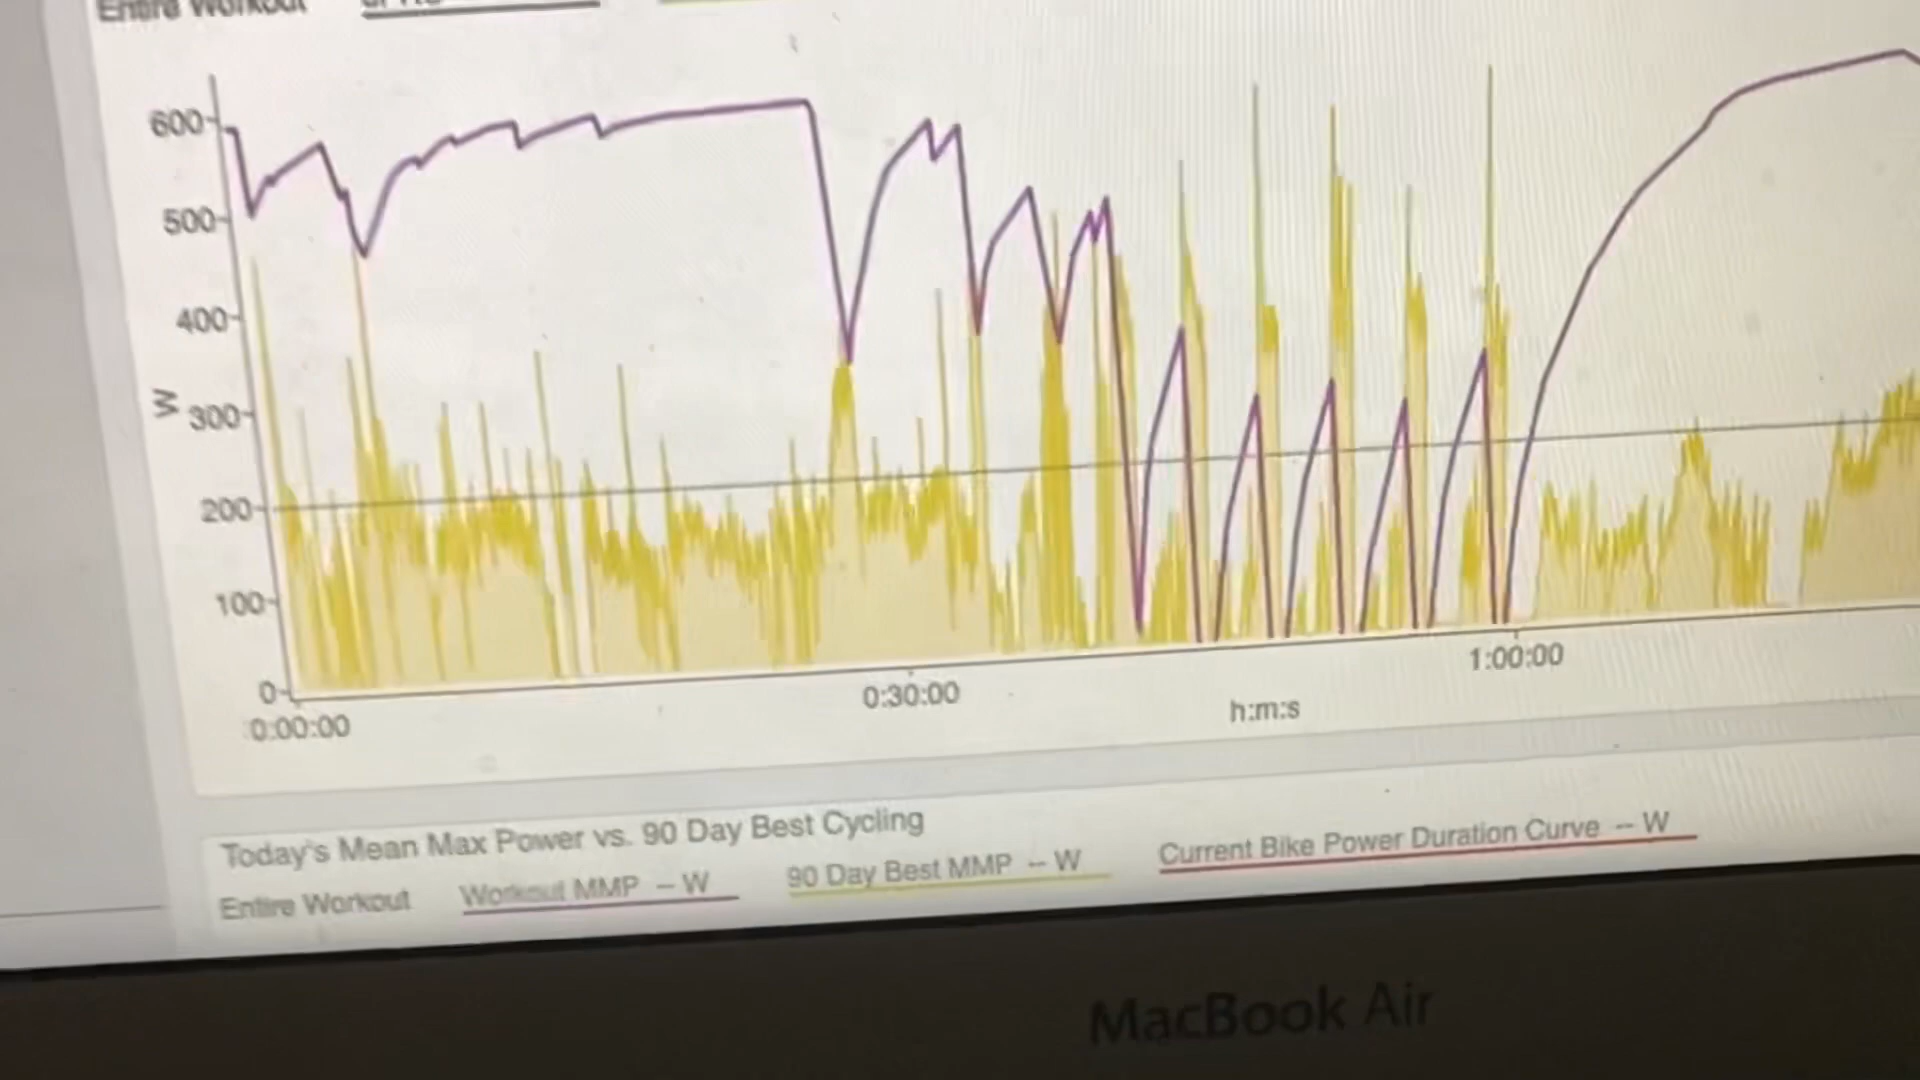 Entire Workout
600
500
400
W
300
200
100
0
0:00:00
0:30:00
1:00:00
h:m:s
Today's Mean Max Power vs. 90 Day Best Cycling
Entire Workout Workout MMP -- W 90 Day Best MMP -- W Current Bike Power Duration Curve -- W
MacBook Air